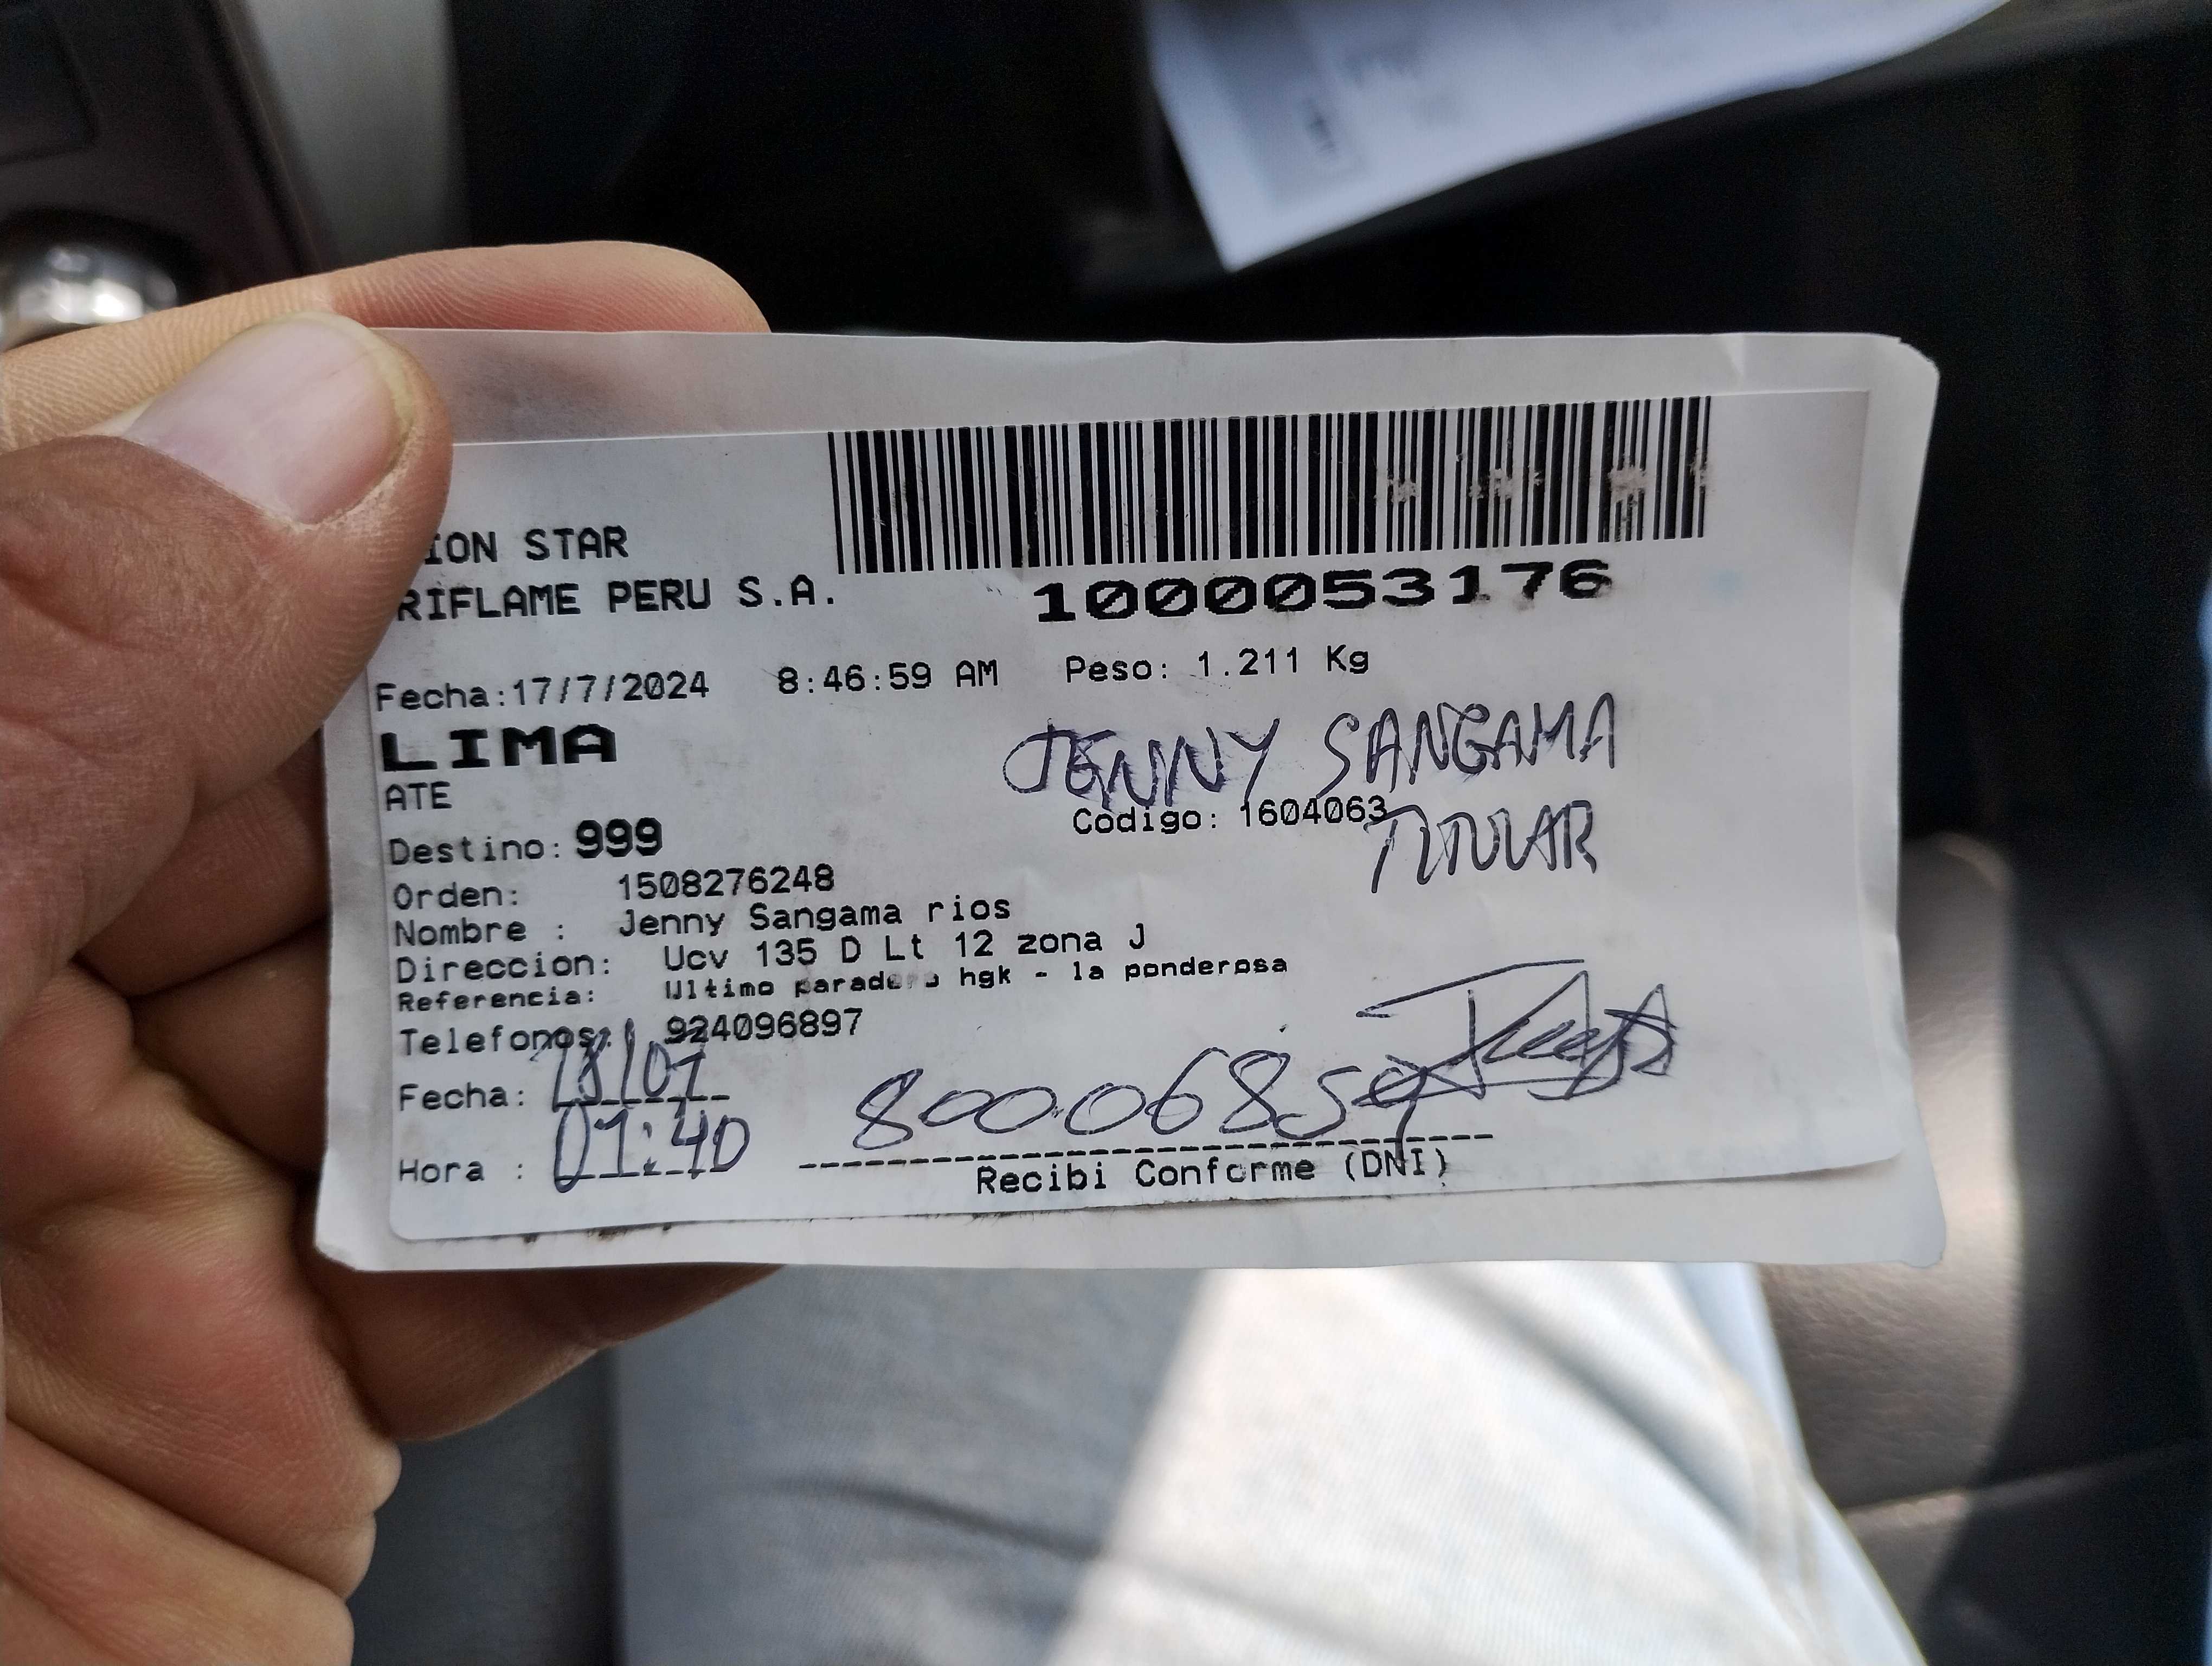 ION STAR
RIFLAME PERU S.A.
1000053176
Fecha:17/7/2024 8:46:59 AM Peso: 1.211 Kg
LIMA
JENNY SANGAMA
ATE
Codigo: 1604063
Destino: 999
Orden: 1508276248
Nombre : Jenny Sangama rios
Direccion: Ucv 135 D Lt 12 zona J
Referencia: Ultimo paradero hgk - la ponderosa
Telefonos: 924096897
Fecha: 18/07
80006859
Hora : 01:40
Recibi Conforme (DNI)